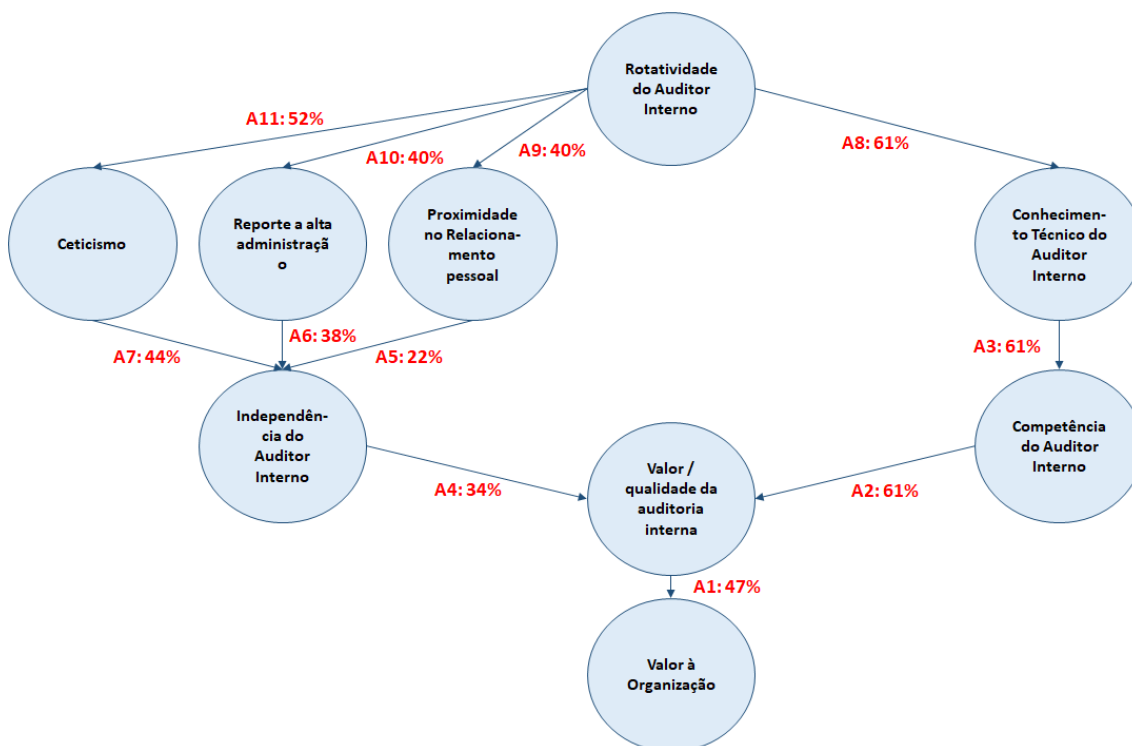 Rotatividade
do Auditor
Interno
A11: 52%
A10: 40%
A9: 40%
A8: 61%
Ceticismo
Reporte a alta
administraçã
o
Proximidade
no Relaciona-
mento
pessoal
Conhecimen-
to Técnico do
Auditor
Interno
A7: 44%
A6: 38%
A5: 22%
A3: 61%
Independên-
cia do
Auditor
Interno
Valor /
qualidade da
auditoria
interna
Competência
do Auditor
Interno
A4: 34%
A2: 61%
A1: 47%
Valor à
Organização